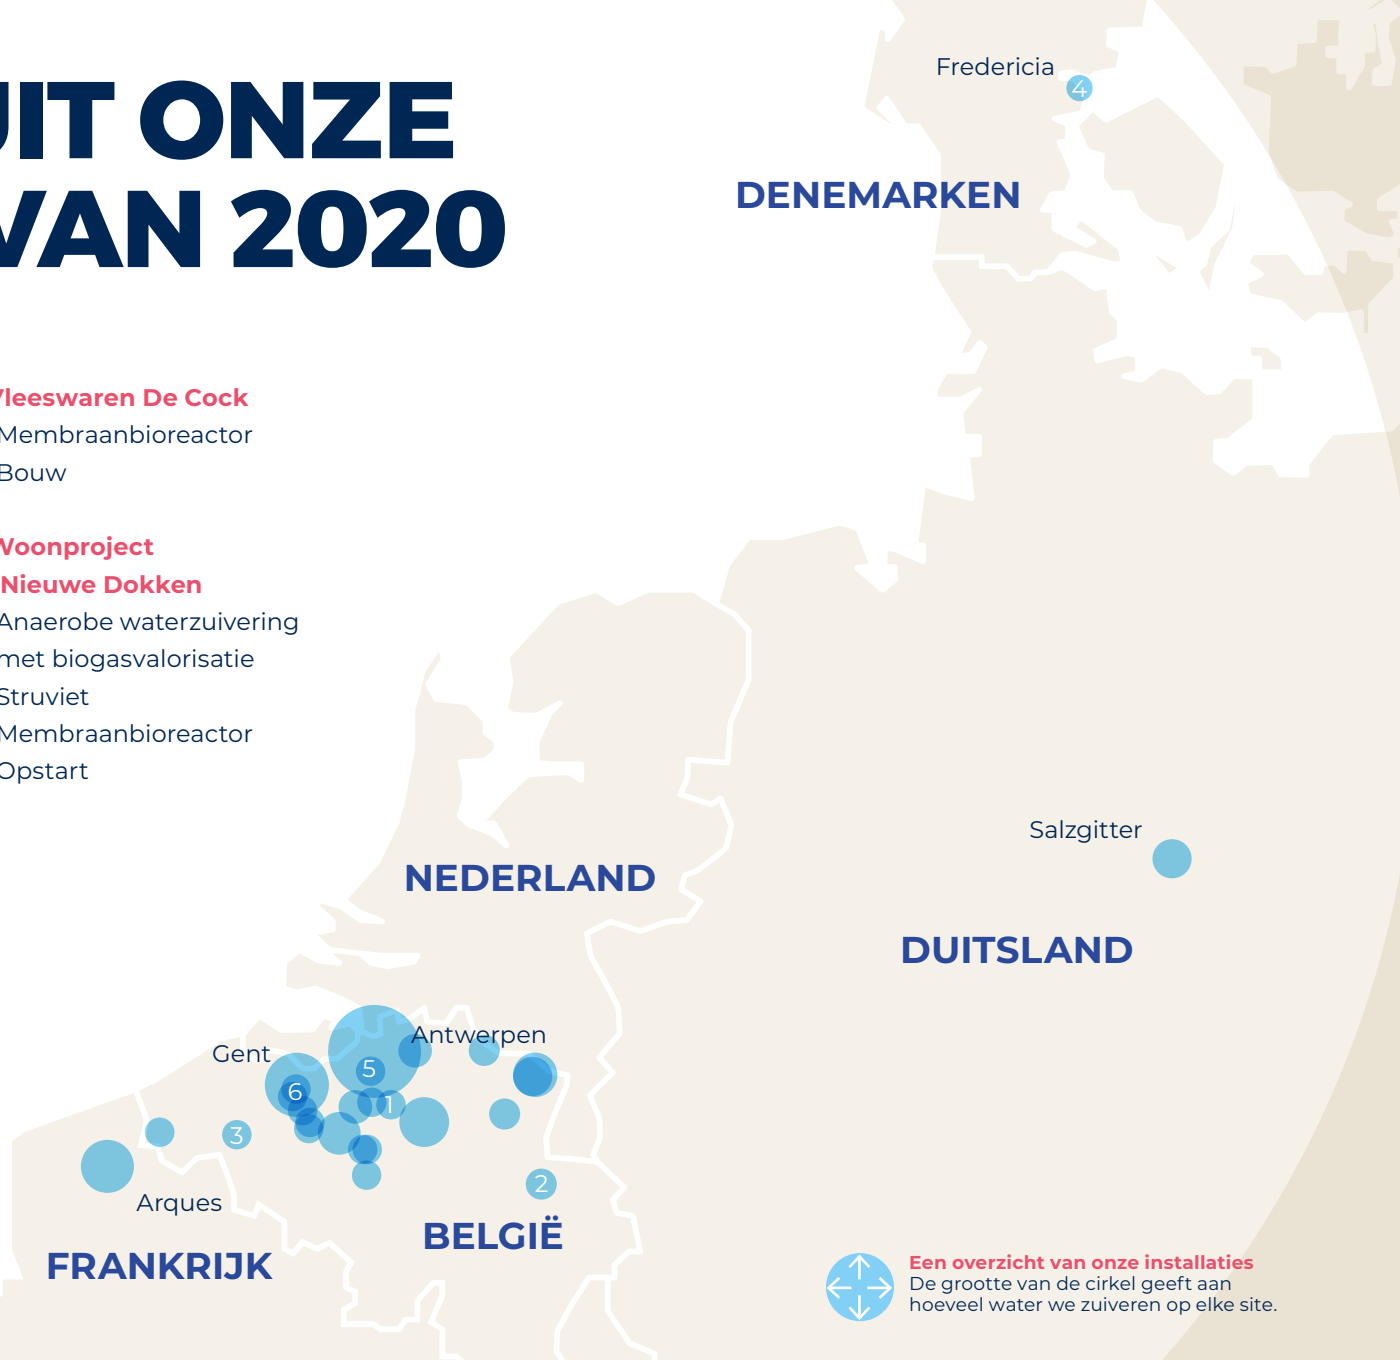 UIT ONZE
VAN 2020
Vleeswaren De Cock
Membraanbioreactor
Bouw
Woonproject
Nieuwe Dokken
Anaerobe waterzuivering
met biogasvalorisatie
Struviet
Membraanbioreactor
Opstart
Fredericia
4
DENEMARKEN
Salzgitter
NEDERLAND
DUITSLAND
Antwerpen
Gent
5
6
1
3
2
Arques
BELGIË
FRANKRIJK
Een overzicht van onze installaties
De grootte van de cirkel geeft aan
hoeveel water we zuiveren op elke site.